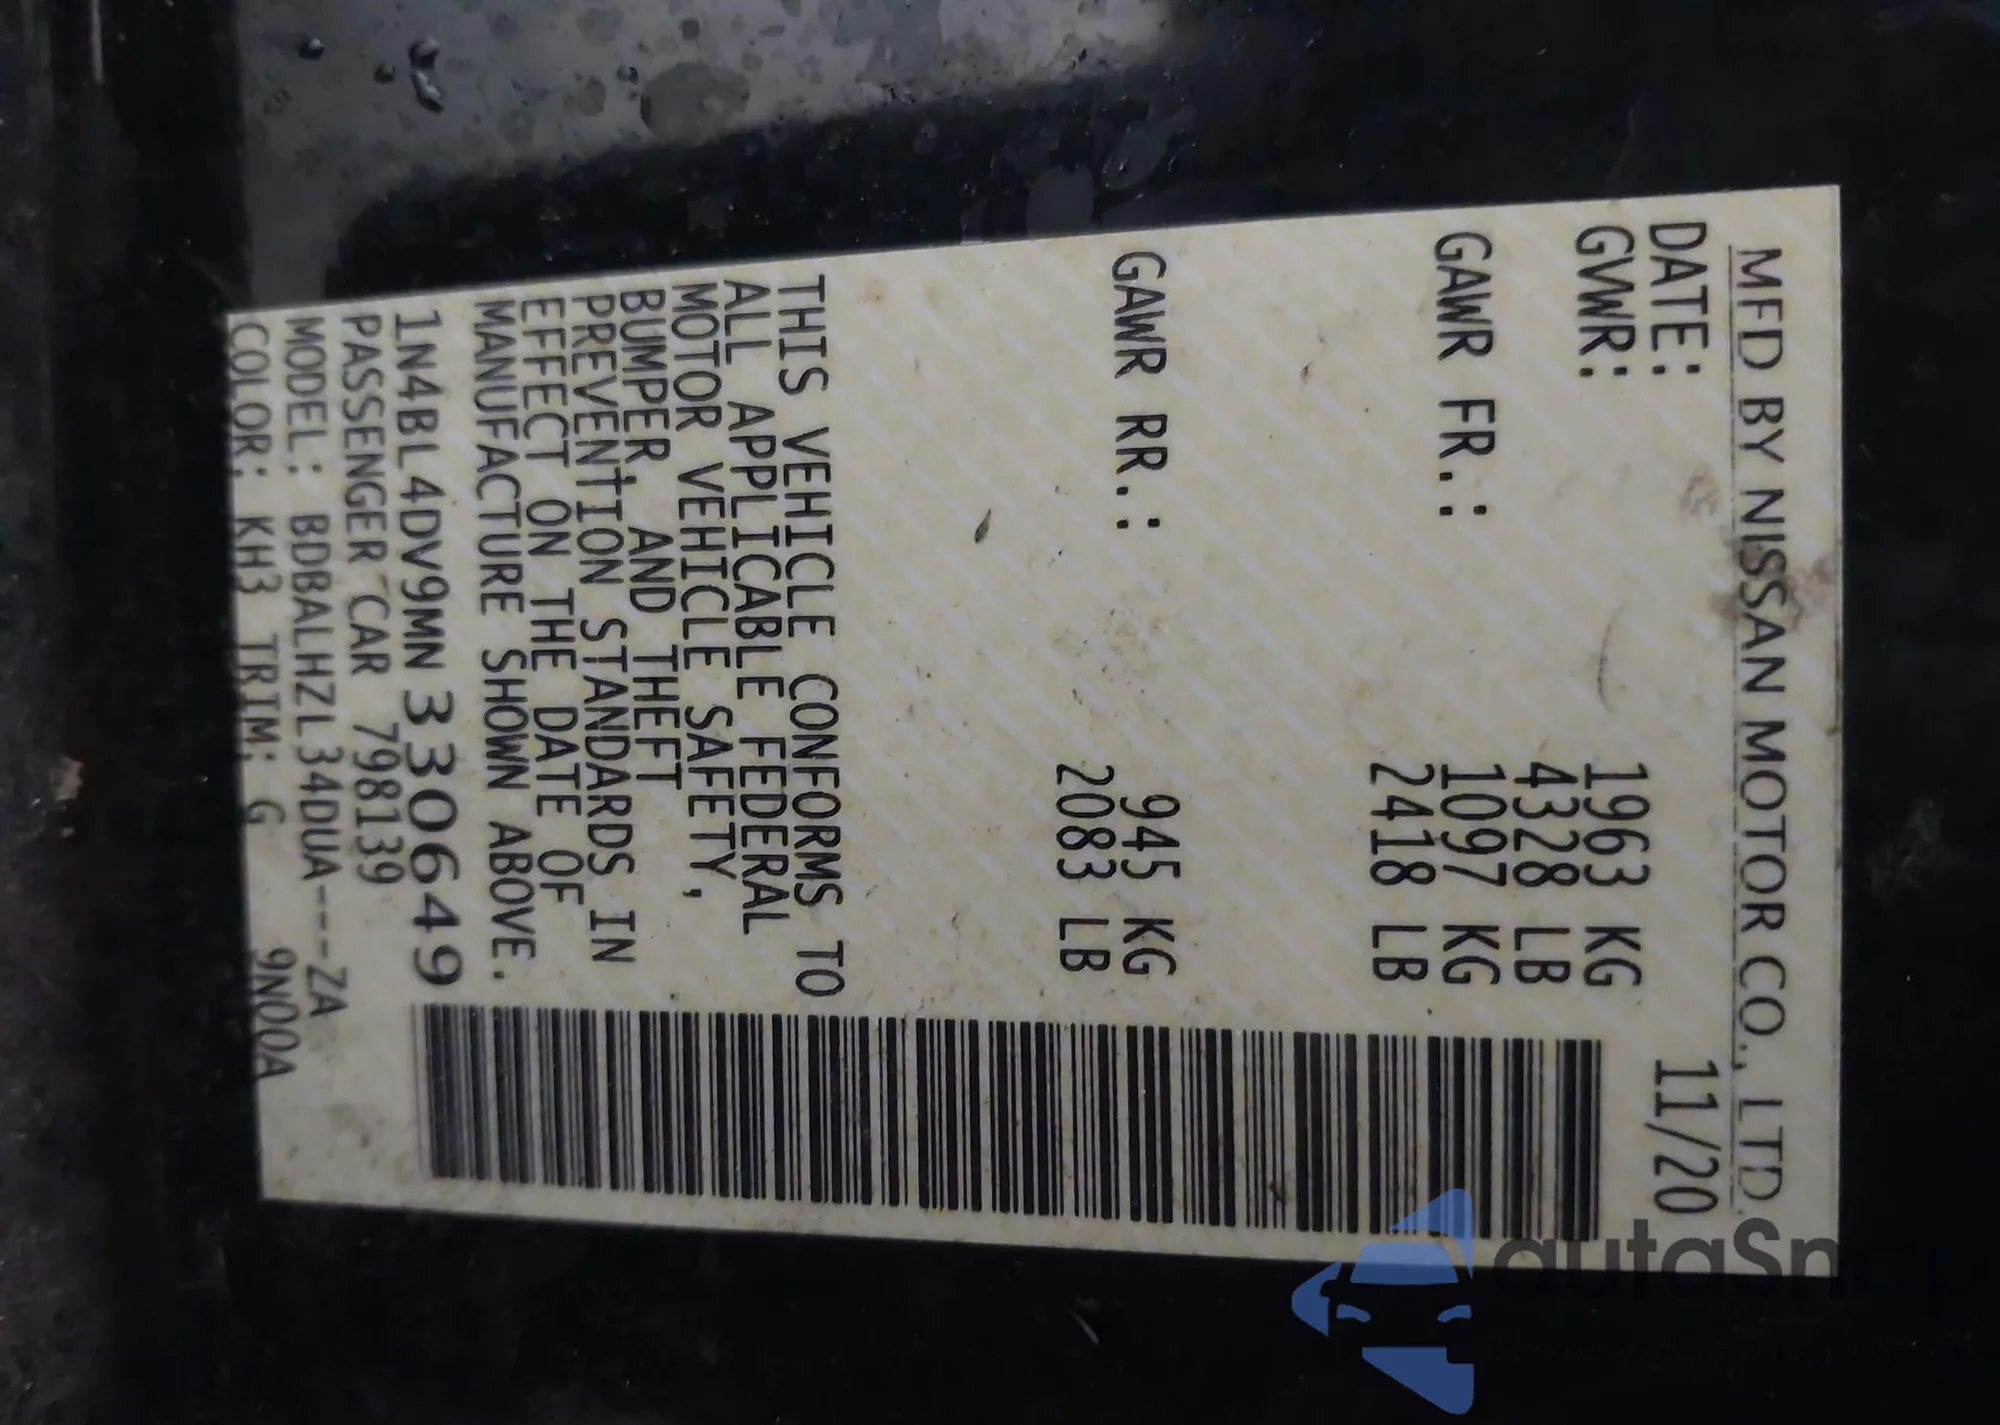 MFD BY NISSAN MOTOR CO., LTD.
DATE: 11/20
GVWR: 1963 KG
4328 LB
GAWR FR.: 1097 KG
2418 LB
GAWR RR.: 945 KG
2083 LB
THIS VEHICLE CONFORMS TO
ALL APPLICABLE FEDERAL
MOTOR VEHICLE SAFETY,
BUMPER, AND THEFT
PREVENTION STANDARDS IN
EFFECT ON THE DATE OF
MANUFACTURE SHOWN ABOVE.
1N4BL4DV9MN330649
PASSENGER CAR 798139
MODEL: BDBALHZL34DUA---ZA
COLOR: KH3 TRIM: G 9N00A
autaSnap